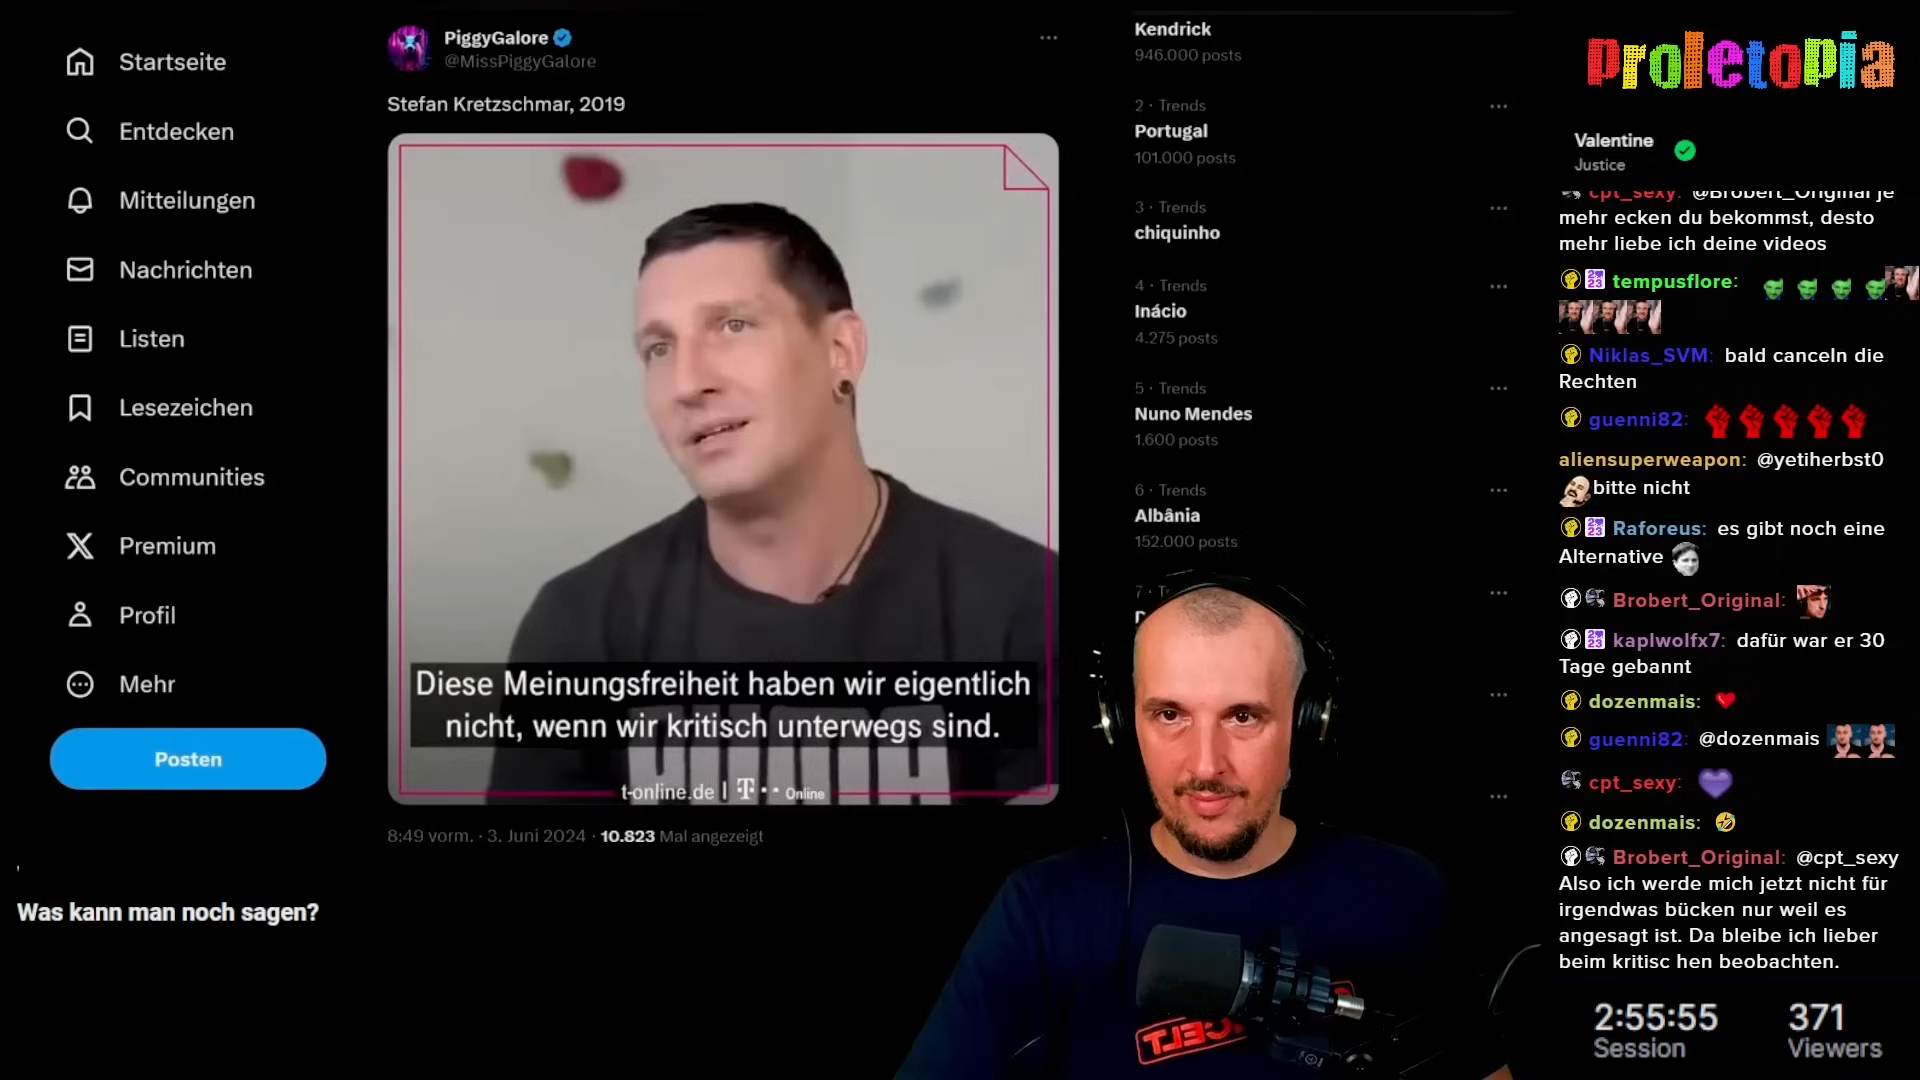 Startseite
Entdecken
Mitteilungen
Nachrichten
Listen
Lesezeichen
Communities
Premium
Profil
Mehr
Posten
Was kann man noch sagen?
PiggyGalore
@MissPiggyGalore
Stefan Kretzschmar, 2019
Diese Meinungsfreiheit haben wir eigentlich
nicht, wenn wir kritisch unterwegs sind.
t-online.de | T·· Online
8:49 vorm. · 3. Juni 2024 · 10.823 Mal angezeigt
Kendrick
946.000 posts
2 · Trends
Portugal
101.000 posts
3 · Trends
chiquinho
4 · Trends
Inácio
4.275 posts
5 · Trends
Nuno Mendes
1.600 posts
6 · Trends
Albânia
152.000 posts
Proletopia
Valentine
Justice
cpt_sexy: @Brobert_Original je
mehr ecken du bekommst, desto
mehr liebe ich deine videos
tempusflore:
Niklas_SVM: bald canceln die
Rechten
guenni82:
aliensuperweapon: @yetiherbst0
bitte nicht
Raforeus: es gibt noch eine
Alternative
Brobert_Original:
kaplwolfx7: dafür war er 30
Tage gebannt
dozenmais:
guenni82: @dozenmais
cpt_sexy:
dozenmais:
Brobert_Original: @cpt_sexy
Also ich werde mich jetzt nicht für
irgendwas bücken nur weil es
angesagt ist. Da bleibe ich lieber
beim kritisc hen beobachten.
2:55:55
Session
371
Viewers